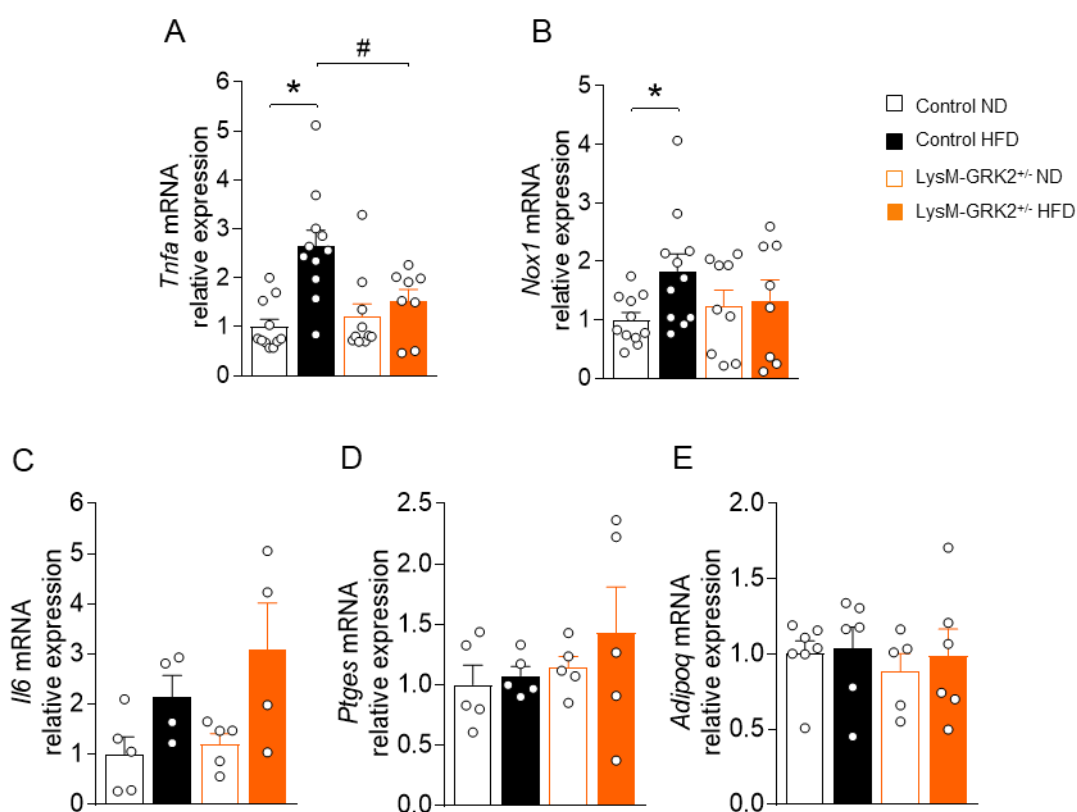 A
B
#
*
*
6
5
4
3
2
1
0
Tnfa mRNA
relative expression
5
4
3
2
1
0
Nox1 mRNA
relative expression
Control ND
Control HFD
LysM-GRK2+/- ND
LysM-GRK2+/- HFD
C
D
E
6
5
4
3
2
1
0
Il6 mRNA
relative expression
2.5
2.0
1.5
1.0
0.5
0.0
Ptges mRNA
relative expression
2.0
1.5
1.0
0.5
0.0
Adipoq mRNA
relative expression